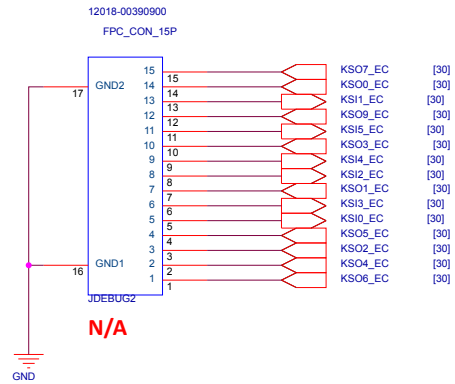 12018-00390900
FPC_CON_15P
15 15 KSO7_EC [30]
17 GND2 14 14 KSO0_EC [30]
13 13 KSI1_EC [30]
12 12 KSO9_EC [30]
11 11 KSI5_EC [30]
10 10 KSO3_EC [30]
9 9 KSI4_EC [30]
8 8 KSI2_EC [30]
7 7 KSO1_EC [30]
6 6 KSI3_EC [30]
5 5 KSI0_EC [30]
4 4 KSO5_EC [30]
3 3 KSO2_EC [30]
16 GND1 2 2 KSO4_EC [30]
1 1 KSO6_EC [30]
JDEBUG2
N/A
GND